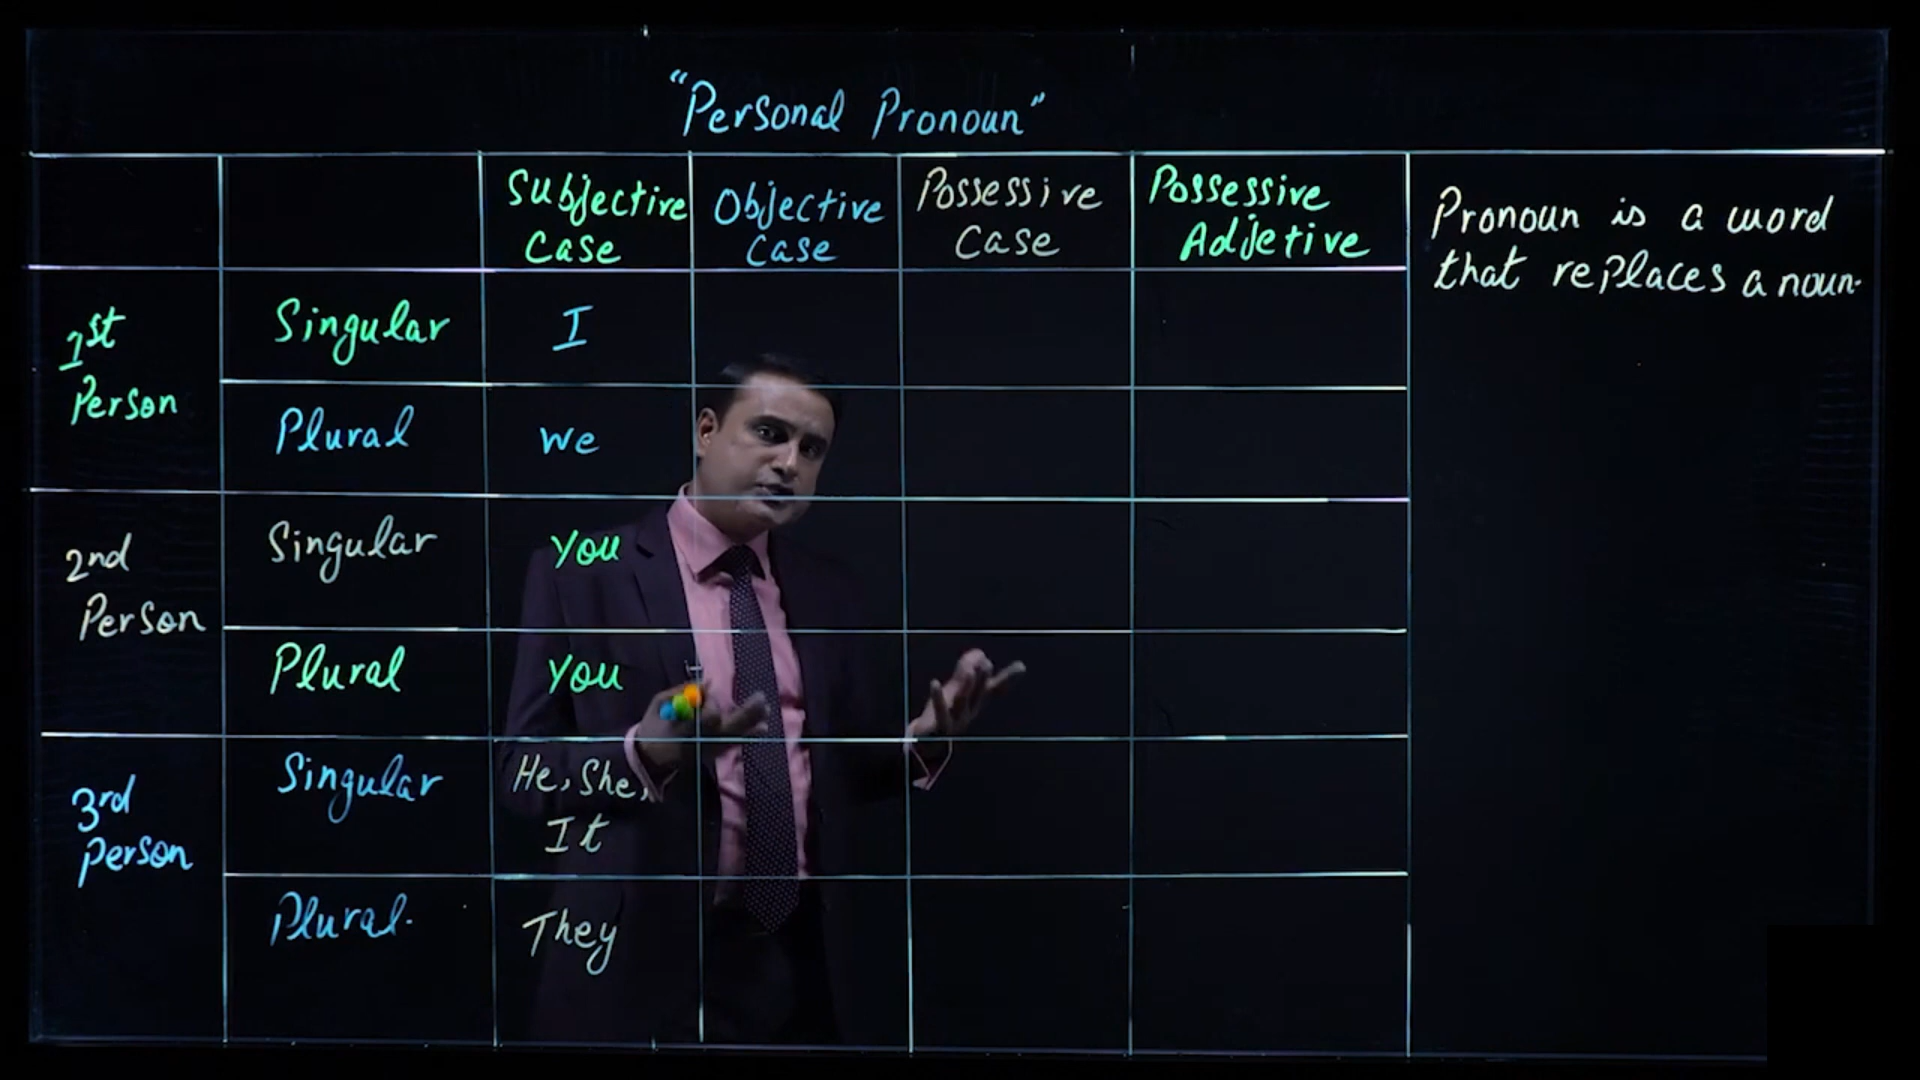 "Personal Pronoun"
Subjective
Case
Objective
Case
Possessive
Case
Possessive
Adjetive
Pronoun is a word
that replaces a noun.
1st
Person
Singular
I
Plural
we
2nd
Person
Singular
You
Plural
You
3rd
Person
Singular
He, She,
It
Plural.
They